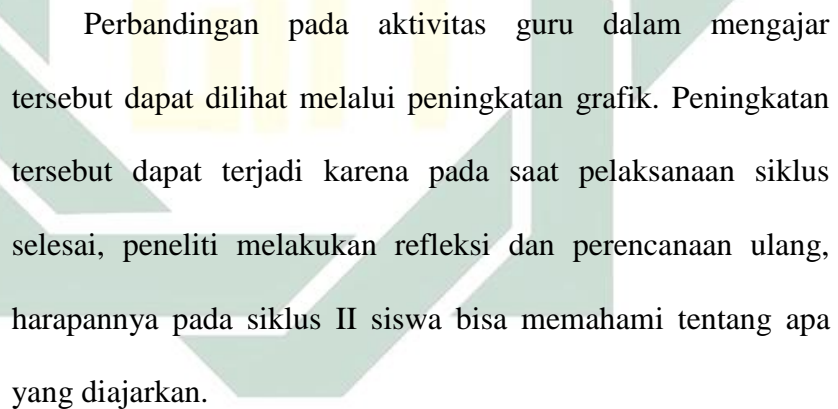 Perbandingan pada aktivitas guru dalam mengajar
tersebut dapat dilihat melalui peningkatan grafik. Peningkatan
tersebut dapat terjadi karena pada saat pelaksanaan siklus
selesai, peneliti melakukan refleksi dan perencanaan ulang,
harapannya pada siklus II siswa bisa memahami tentang apa
yang diajarkan.